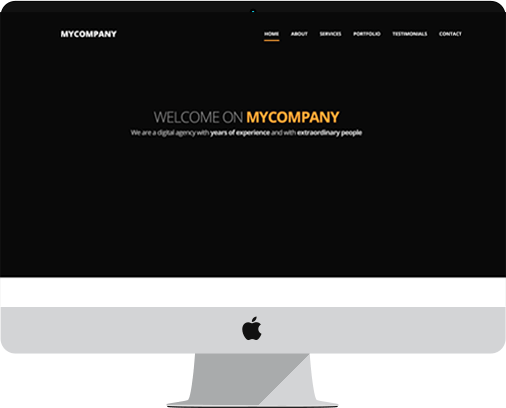 MYCOMPANY
HOME ABOUT SERVICES PORTFOLIO TESTIMONIALS CONTACT
WELCOME ON MYCOMPANY
We are a digital agency with years of experience and with extraordinary people